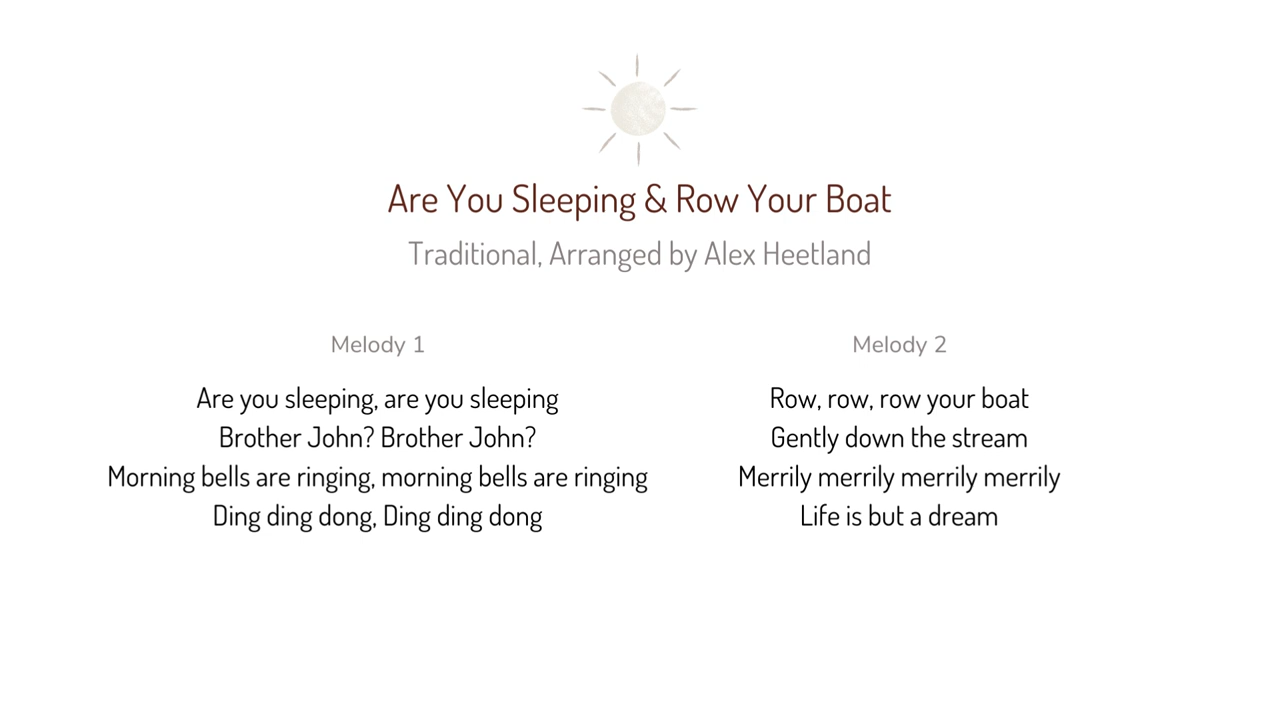 Are You Sleeping & Row Your Boat
Traditional, Arranged by Alex Heetland
Melody 1
Are you sleeping, are you sleeping
Brother John? Brother John?
Morning bells are ringing, morning bells are ringing
Ding ding dong, Ding ding dong
Melody 2
Row, row, row your boat
Gently down the stream
Merrily merrily merrily merrily
Life is but a dream